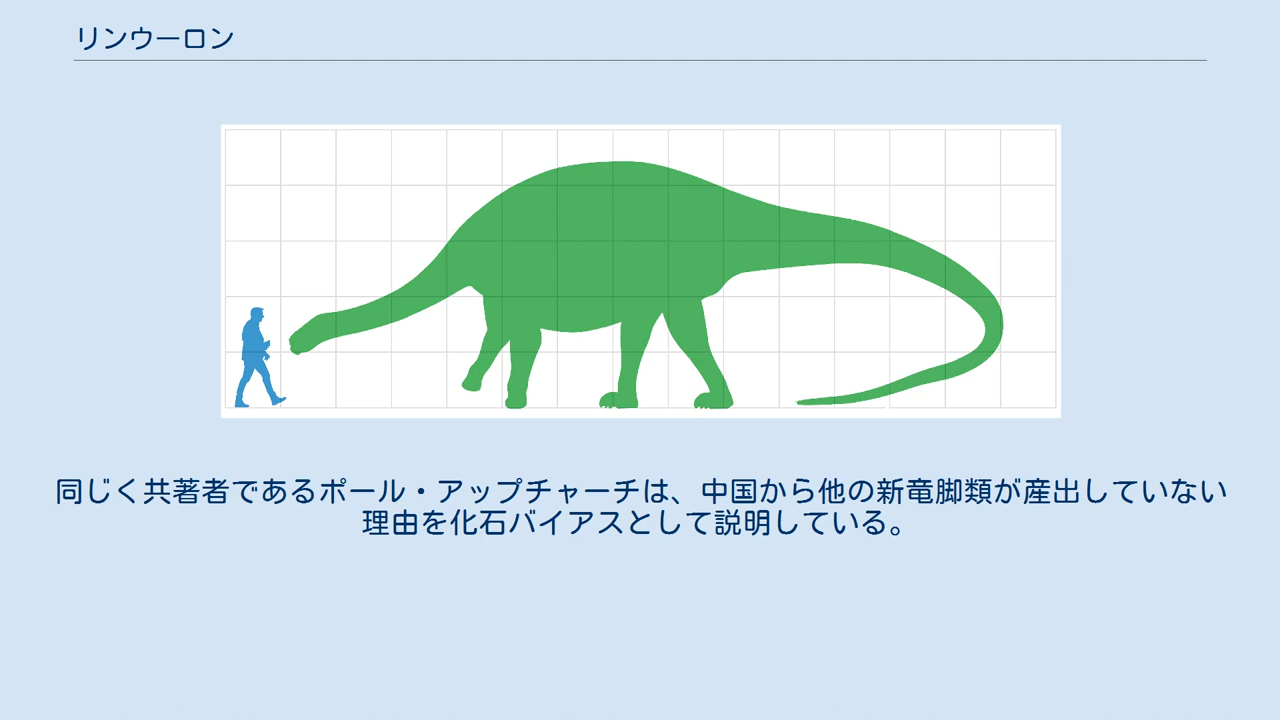 リンウーロン
同じく共著者であるポール・アップチャーチは、中国から他の新竜脚類が産出していない
理由を化石バイアスとして説明している。